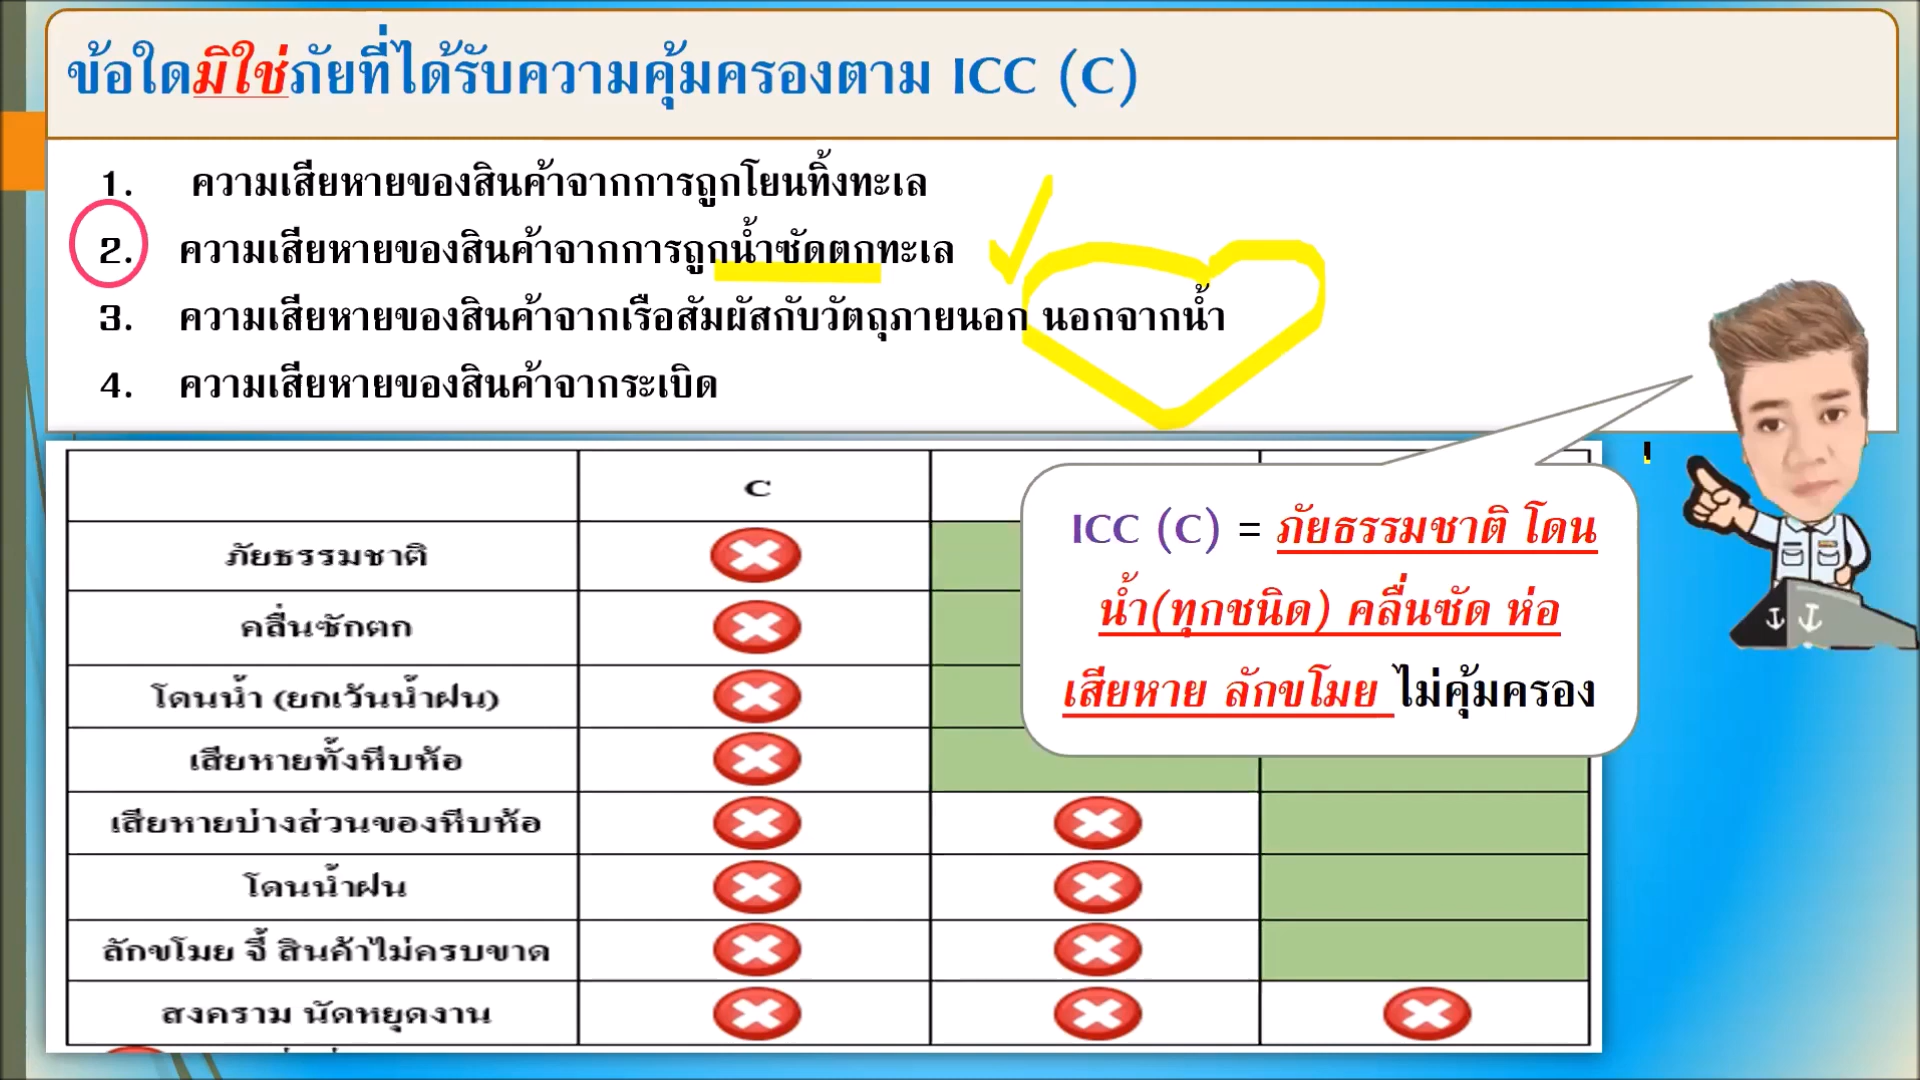 ข้อใดมิใช่ภัยที่ได้รับความคุ้มครองตาม ICC (C)
1. ความเสียหายของสินค้าจากการถูกโยนทิ้งทะเล
2. ความเสียหายของสินค้าจากการถูกน้ำซัดตกทะเล
3. ความเสียหายของสินค้าจากเรือสัมผัสกับวัตถุภายนอก นอกจากน้ำ
4. ความเสียหายของสินค้าจากระเบิด
C
ภัยธรรมชาติ
คลื่นซักตก
โดนน้ำ (ยกเว้นน้ำฝน)
เสียหายทั้งหีบห้อ
เสียหายบ่างส่วนของหีบห้อ
โดนน้ำฝน
ลักขโมย จี้ สินค้าไม่ครบขาด
สงคราม นัดหยุดงาน
ICC (C) = ภัยธรรมชาติ โดน
น้ำ(ทุกชนิด) คลื่นซัด ห่อ
เสียหาย ลักขโมย ไม่คุ้มครอง